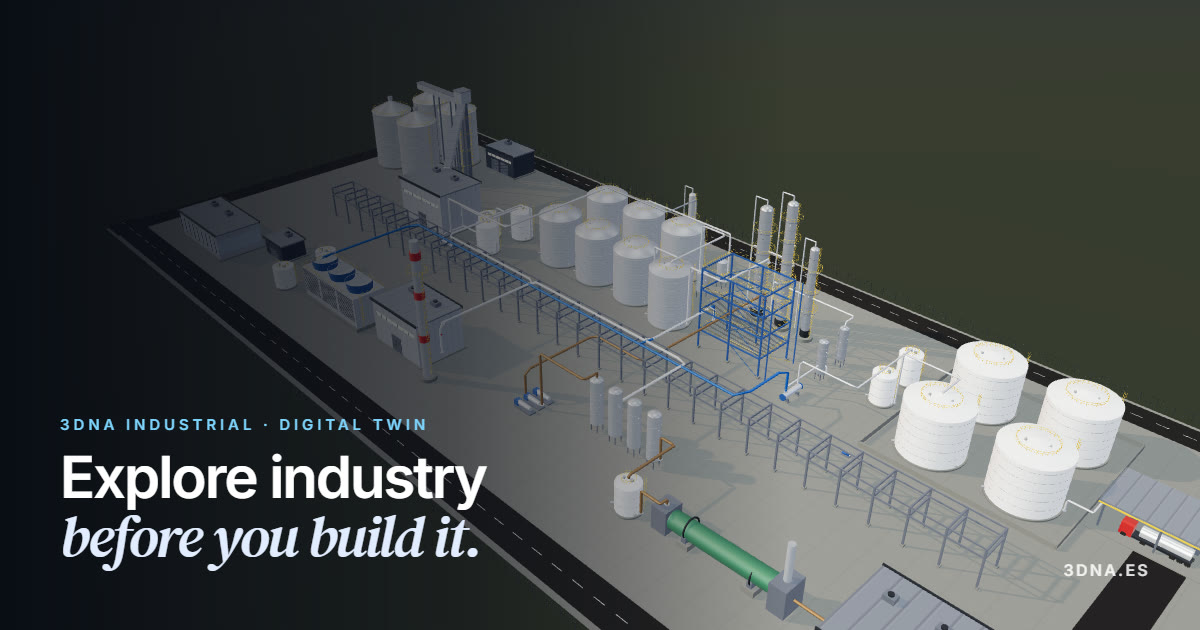 3DNA INDUSTRIAL · DIGITAL TWIN
Explore industry
before you build it.
3DNA.ES